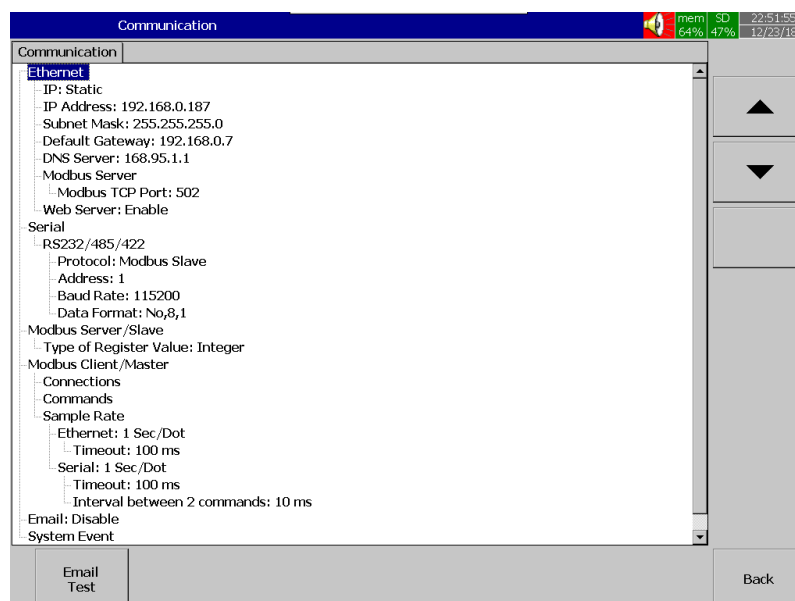 Communication
mem SD 22:51:55
64% 47% 12/23/18
Communication
Ethernet
IP: Static
IP Address: 192.168.0.187
Subnet Mask: 255.255.255.0
Default Gateway: 192.168.0.7
DNS Server: 168.95.1.1
Modbus Server
Modbus TCP Port: 502
Web Server: Enable
Serial
RS232/485/422
Protocol: Modbus Slave
Address: 1
Baud Rate: 115200
Data Format: No,8,1
Modbus Server/Slave
Type of Register Value: Integer
Modbus Client/Master
Connections
Commands
Sample Rate
Ethernet: 1 Sec/Dot
Timeout: 100 ms
Serial: 1 Sec/Dot
Timeout: 100 ms
Interval between 2 commands: 10 ms
Email: Disable
System Event
Email
Test
Back